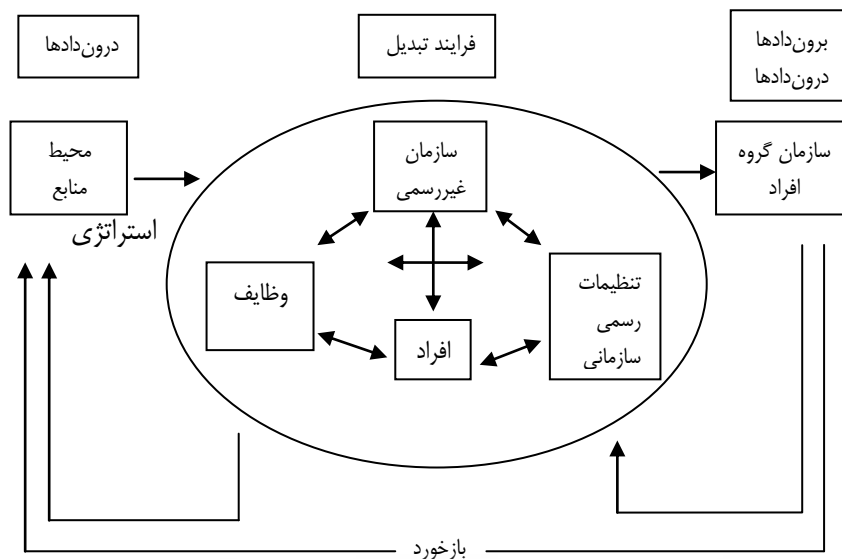 درون‌دادها
فرایند تبدیل
برون‌دادها
درون‌دادها
محیط
منابع
استراتژی
سازمان
غیررسمی
سازمان گروه
افراد
وظایف
تنظیمات
رسمی
سازمانی
افراد
بازخورد